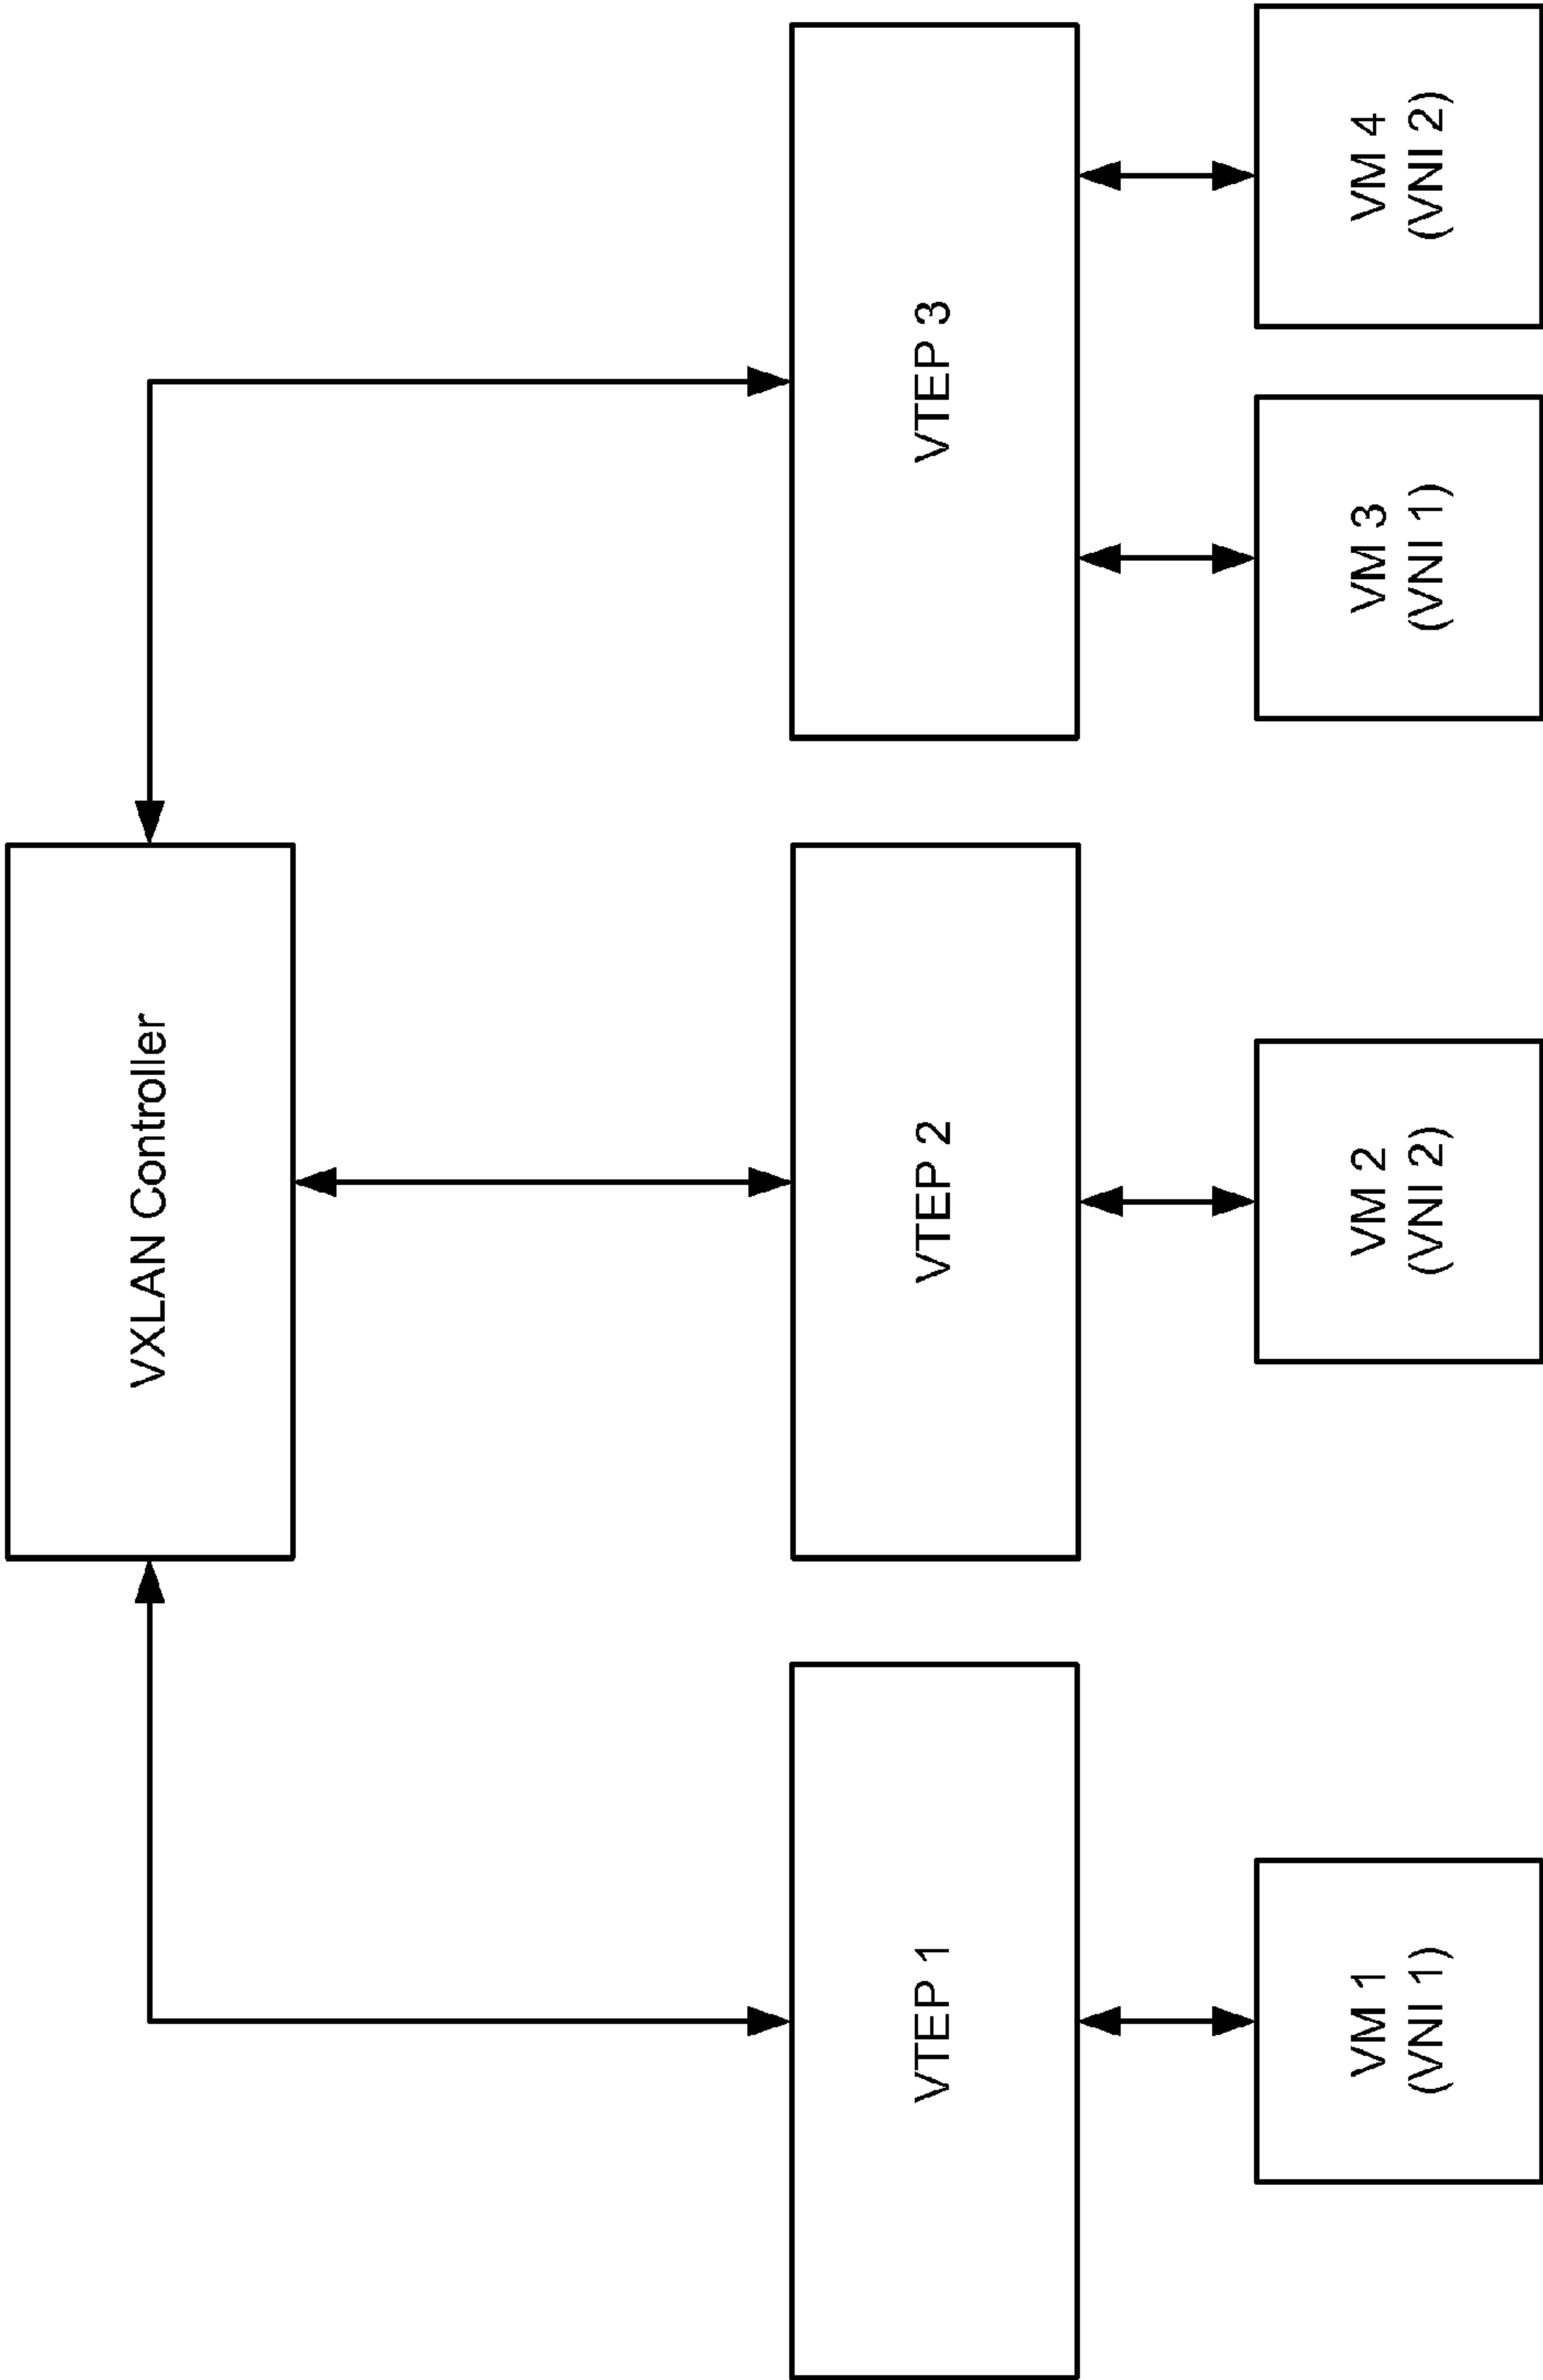 VXLAN Controller
VTEP 1
VTEP 2
VTEP 3
VM 1
(VNI 1)
VM 2
(VNI 2)
VM 3
(VNI 1)
VM 4
(VNI 2)